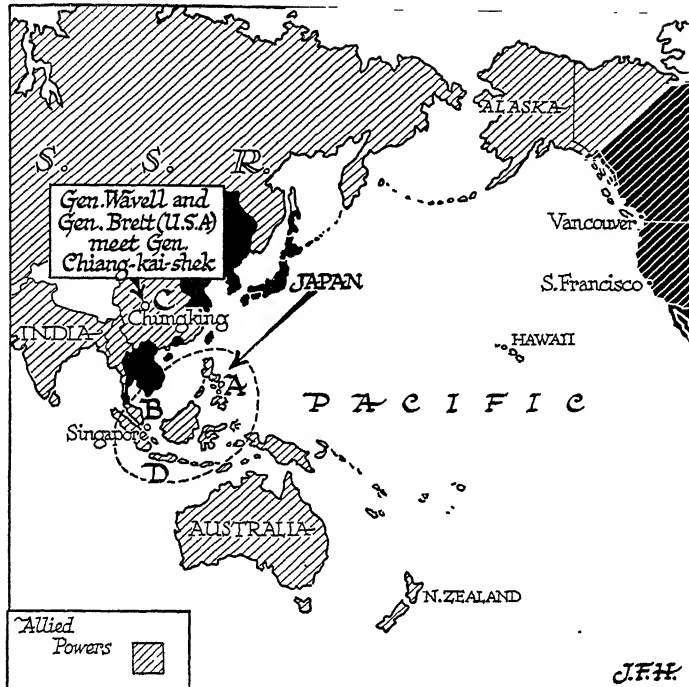 ALASKA
S. S. R.
Gen. Wāvell and
Gen. Brett (U.S.A)
meet Gen.
Chiang-kai-shek
Vancouver
JAPAN
S. Francisco
C
Chungking
INDIA
HAWAII
A
PACIFIC
B
Singapore
D
AUSTRALIA
N. ZEALAND
Allied
Powers
J.F.H.